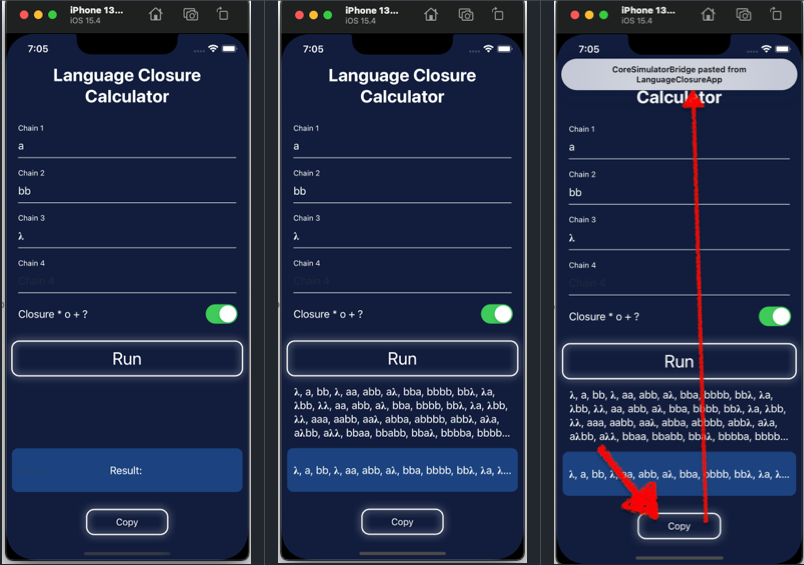 iPhone 13...
iOS 15.4
7:05
Language Closure
Calculator
Chain 1
a
Chain 2
bb
Chain 3
λ
Chain 4
Chain 4
Closure * o + ?
Run
Result:
Copy
iPhone 13...
iOS 15.4
7:05
Language Closure
Calculator
Chain 1
a
Chain 2
bb
Chain 3
λ
Chain 4
Chain 4
Closure * o + ?
Run
λ, a, bb, λ, aa, abb, aλ, bba, bbbb, bbλ, λa,
λbb, λλ, aa, abb, aλ, bba, bbbb, bbλ, λa, λbb,
λλ, aaa, aabb, aaλ, abba, abbbb, abbλ, aλa,
aλbb, aλλ, bbaa, bbabb, bbaλ, bbbba, bbbb...
λ, a, bb, λ, aa, abb, aλ, bba, bbbb, bbλ, λa, λ...
Copy
iPhone 13...
iOS 15.4
7:05
CoreSimulatorBridge pasted from
LanguageClosureApp
Calculator
Chain 1
a
Chain 2
bb
Chain 3
λ
Chain 4
Chain 4
Closure * o + ?
Run
λ, a, bb, λ, aa, abb, aλ, bba, bbbb, bbλ, λa,
λbb, λλ, aa, abb, aλ, bba, bbbb, bbλ, λa, λbb,
λλ, aaa, aabb, aaλ, abba, abbbb, abbλ, aλa,
aλbb, aλλ, bbaa, bbabb, bbaλ, bbbba, bbbb...
λ, a, bb, λ, aa, abb, aλ, bba, bbbb, bbλ, λa, λ...
Copy